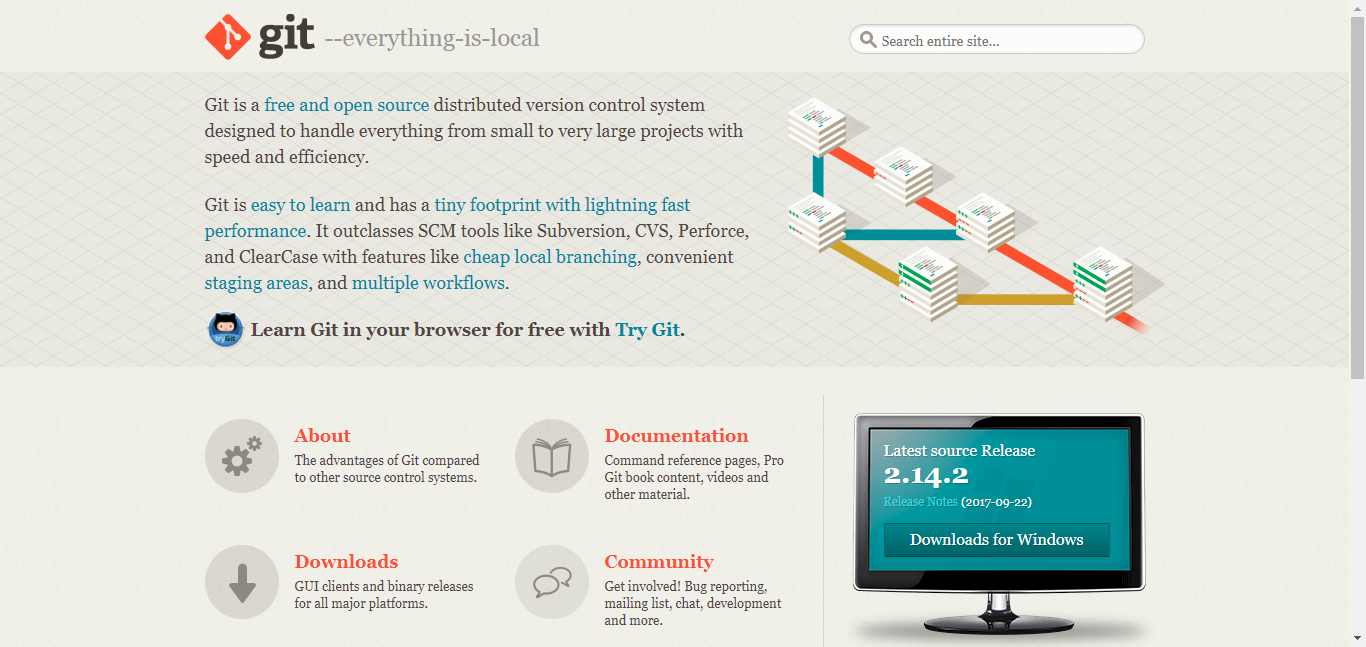 git --everything-is-local
Search entire site...
Git is a free and open source distributed version control system
designed to handle everything from small to very large projects with
speed and efficiency.
Git is easy to learn and has a tiny footprint with lightning fast
performance. It outclasses SCM tools like Subversion, CVS, Perforce,
and ClearCase with features like cheap local branching, convenient
staging areas, and multiple workflows.
tryGit
Learn Git in your browser for free with Try Git.
About
The advantages of Git compared
to other source control systems.
Documentation
Command reference pages, Pro
Git book content, videos and
other material.
Downloads
GUI clients and binary releases
for all major platforms.
Community
Get involved! Bug reporting,
mailing list, chat, development
and more.
Latest source Release
2.14.2
Release Notes (2017-09-22)
Downloads for Windows